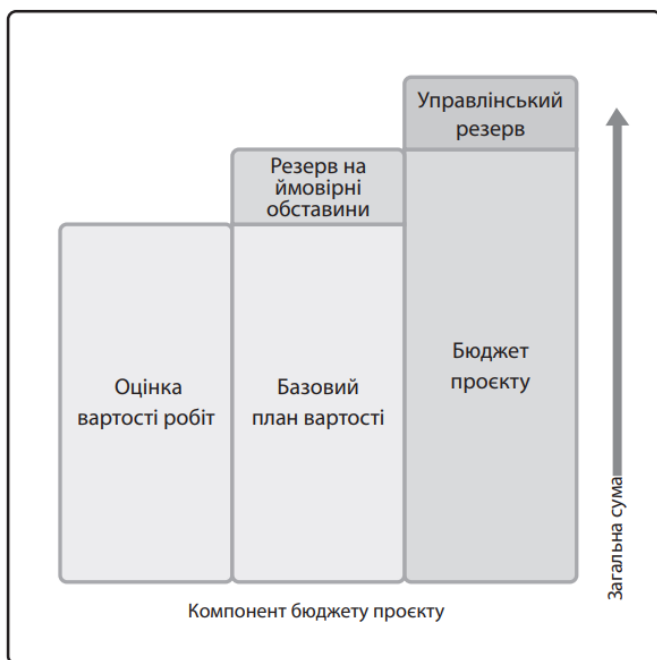 Управлінський
резерв
Резерв на
ймовірні
обставини
Оцінка
вартості робіт
Базовий
план вартості
Бюджет
проєкту
Загальна сума
Компонент бюджету проєкту